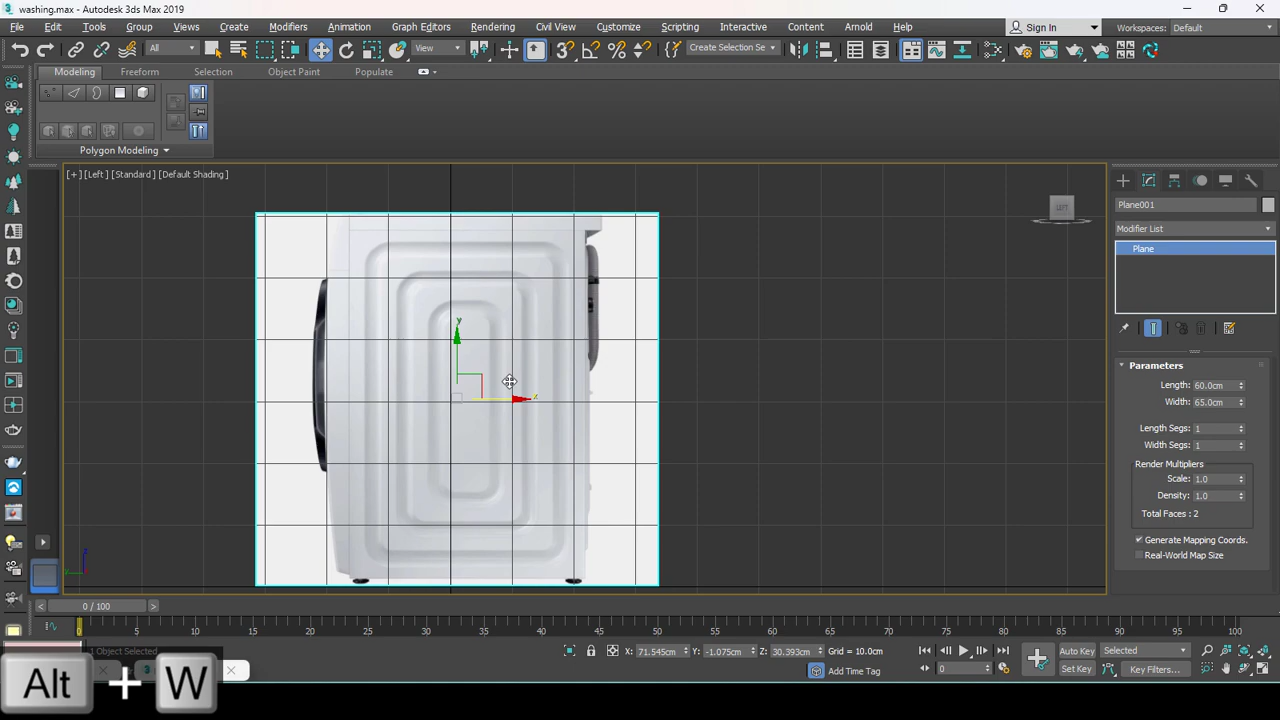 washing.max - Autodesk 3ds Max 2019
File Edit Tools Group Views Create Modifiers Animation Graph Editors Rendering Civil View Customize Scripting Interactive Content Arnold Help Sign In Workspaces: Default
All View Create Selection Se
Modeling Freeform Selection Object Paint Populate
Polygon Modeling
[+] [Left] [Standard] [Default Shading]
LEFT
Plane001
Modifier List
Plane
y
x
Parameters
Length: 60.0cm
Width: 65.0cm
Length Segs: 1
Width Segs: 1
Render Multipliers
Scale: 1.0
Density: 1.0
Total Faces : 2
Generate Mapping Coords.
Real-World Map Size
z
y
< 0 / 100 >
0 5 10 15 20 25 30 35 40 45 50 55 60 65 70 75 80 85 90 95 100
1 Object Selected
X: 71.545cm Y: -1.075cm Z: 30.393cm Grid = 10.0cm
Add Time Tag
0
Auto Key Selected
Set Key Key Filters...
Alt + W